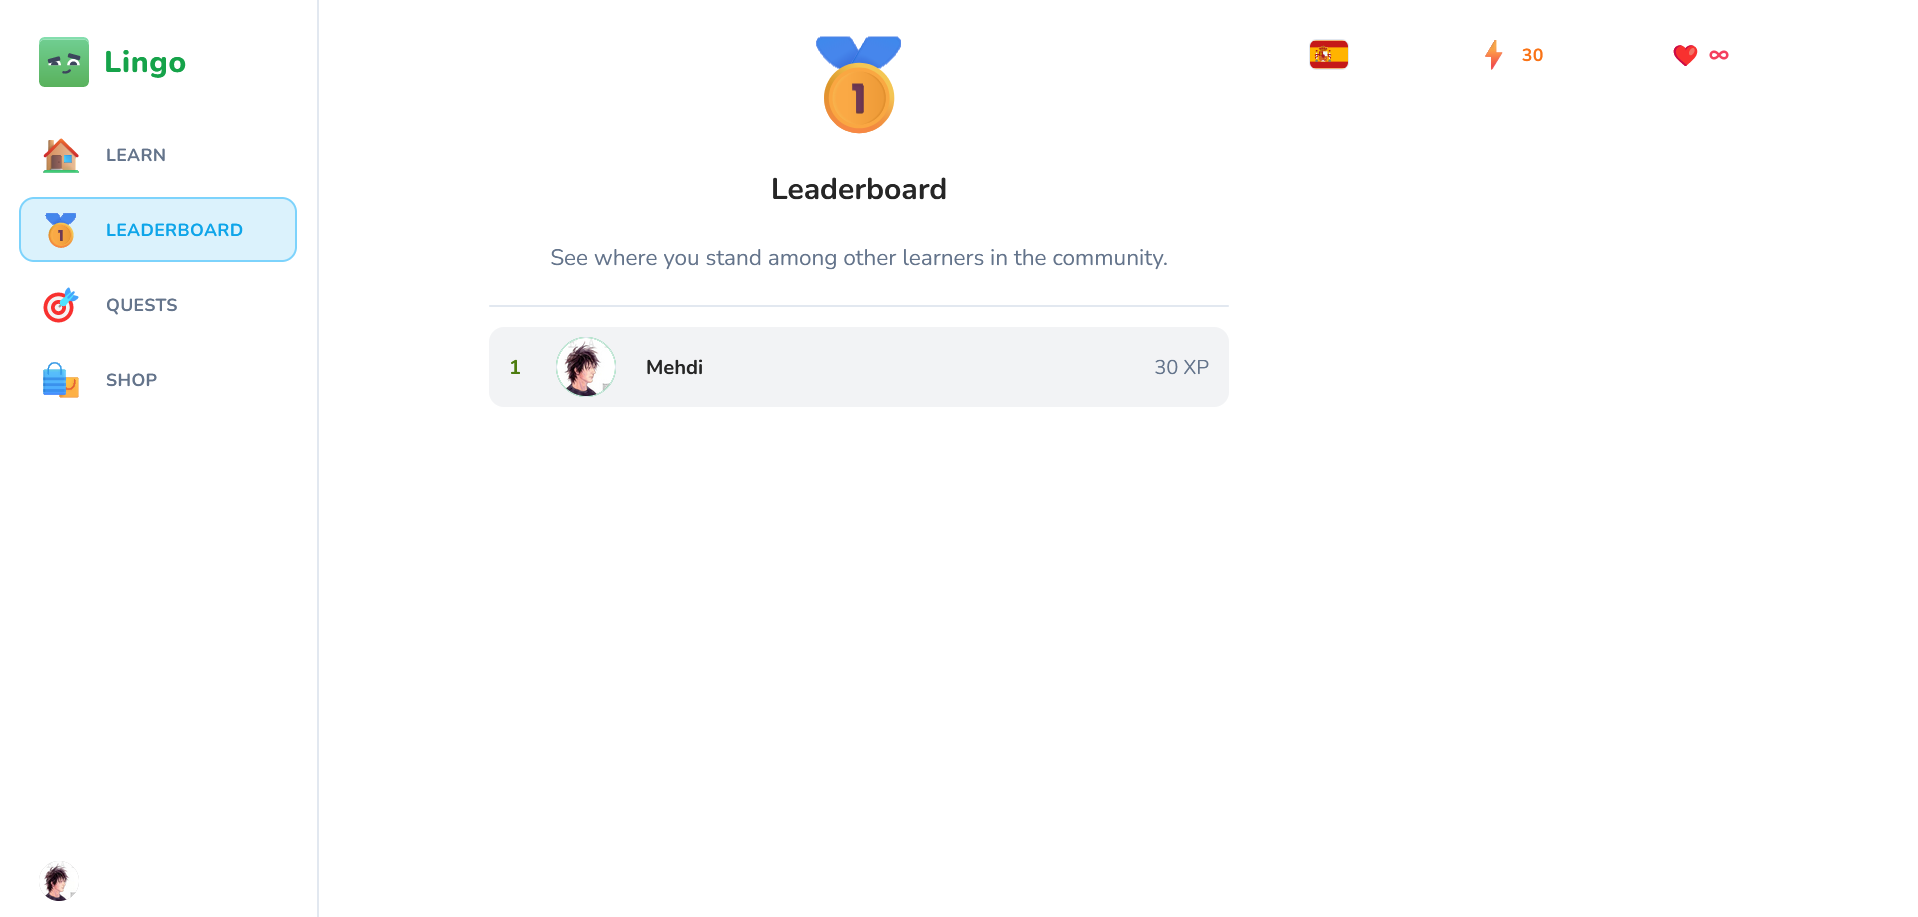 Lingo
LEARN
LEADERBOARD
QUESTS
SHOP
1
Leaderboard
See where you stand among other learners in the community.
1 Mehdi 30 XP
30
∞